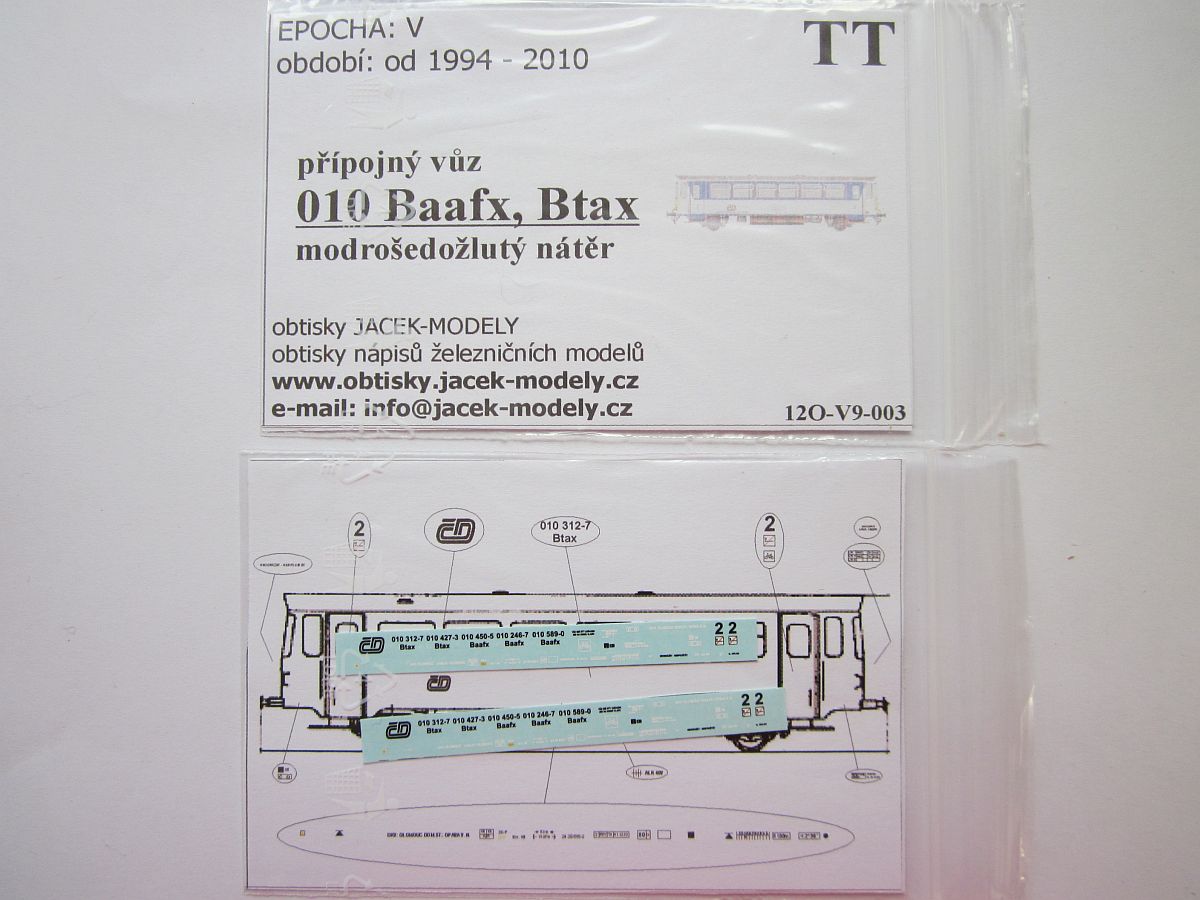 EPOCHA: V
TT
období: od 1994 - 2010
přípojný vůz
010 Baafx, Btax
modrošedožlutý nátěr
obtisky JACEK-MODELY
obtisky nápisů železničních modelů
www.obtisky.jacek-modely.cz
e-mail: info@jacek-modely.cz
12O-V9-003
2
ČD
010 312-7
Btax
2
ČD
010 312-7 010 427-3 010 450-5 010 246-7 010 589-0
Btax Btax Baafx Baafx Baafx
2 2
ČD
ČD
010 312-7 010 427-3 010 450-5 010 246-7 010 589-0
Btax Btax Baafx Baafx Baafx
2 2